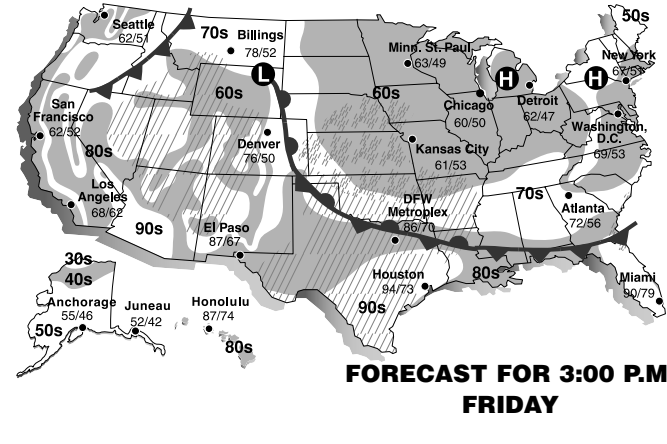 50s
Seattle
62/51
70s
Billings
78/52
Minn. St. Paul
63/49
New York
67/51
L
H
H
60s
60s
San
Francisco
62/52
Chicago
60/50
Detroit
62/47
Washington,
D.C.
69/53
Denver
76/50
Kansas City
61/53
80s
Los
Angeles
68/62
70s
Atlanta
72/56
DFW
Metroplex
86/70
90s
El Paso
87/67
30s
40s
Houston
94/73
80s
Miami
90/79
Anchorage
55/46
Juneau
52/42
Honolulu
87/74
90s
50s
80s
FORECAST FOR 3:00 P.M
FRIDAY